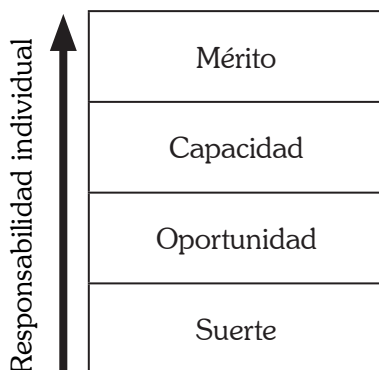 Responsabilidad individual
Mérito
Capacidad
Oportunidad
Suerte